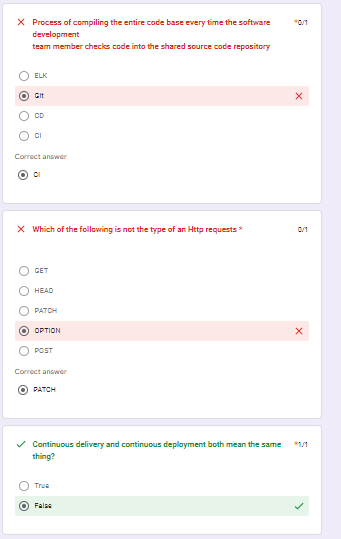 Process of compiling the entire code base every time the software *0/1
development
team member checks code into the shared source code repository
ELK
Git
CD
CI
Correct answer
CI
Which of the following is not the type of an Http requests * 0/1
GET
HEAD
PATCH
OPTION
POST
Correct answer
PATCH
Continuous delivery and continuous deployment both mean the same *1/1
thing?
True
False